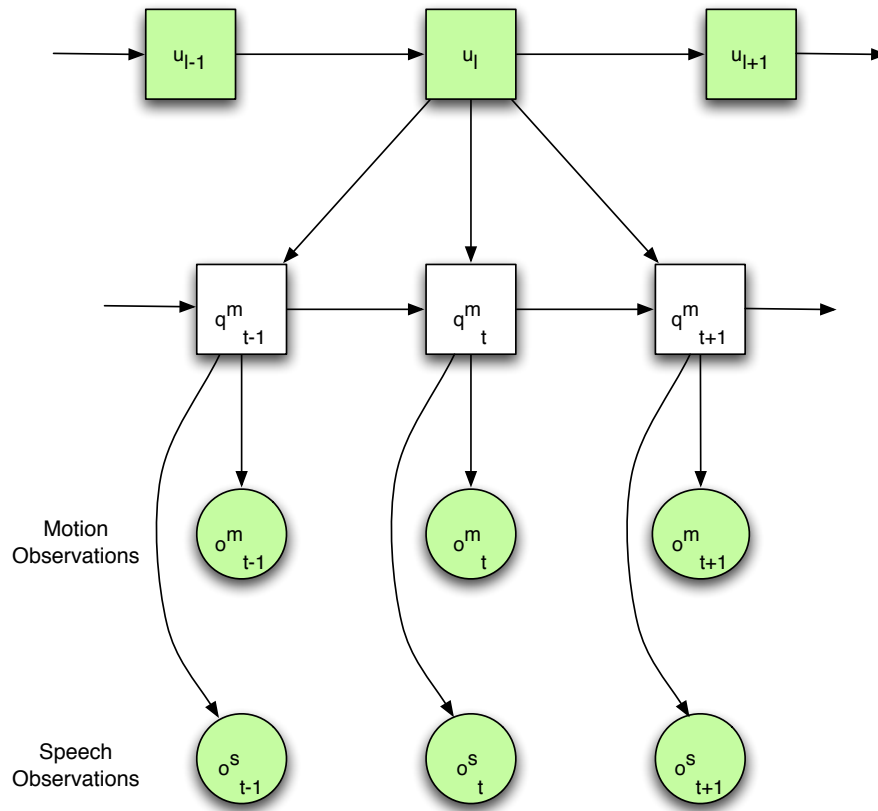 u l-1
u l
u l+1
q m t-1
q m t
q m t+1
Motion
Observations
o m t-1
o m t
o m t+1
Speech
Observations
o s t-1
o s t
o s t+1